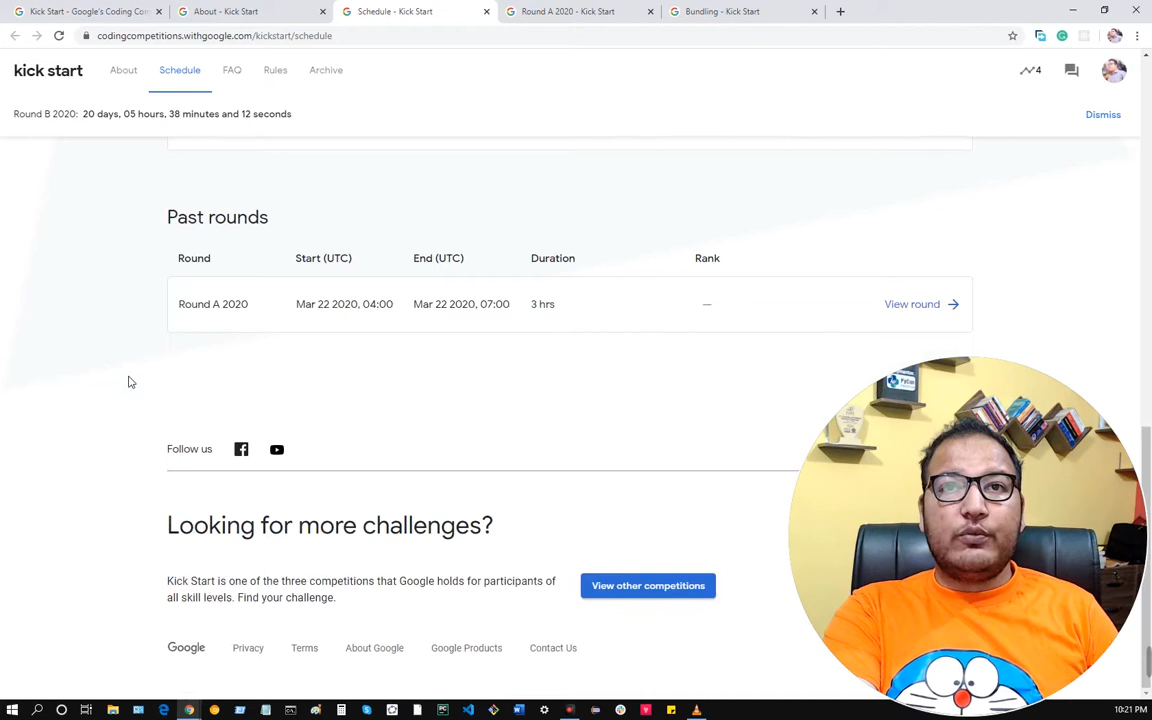 Kick Start - Google's Coding Com
About - Kick Start
Schedule - Kick Start
Round A 2020 - Kick Start
Bundling - Kick Start
codingcompetitions.withgoogle.com/kickstart/schedule
kick start
About
Schedule
FAQ
Rules
Archive
4
Round B 2020: 20 days, 05 hours, 38 minutes and 12 seconds
Dismiss
Past rounds
Round
Start (UTC)
End (UTC)
Duration
Rank
Round A 2020
Mar 22 2020, 04:00
Mar 22 2020, 07:00
3 hrs
—
View round
Follow us
Looking for more challenges?
Kick Start is one of the three competitions that Google holds for participants of
all skill levels. Find your challenge.
View other competitions
Google
Privacy
Terms
About Google
Google Products
Contact Us
10:21 PM